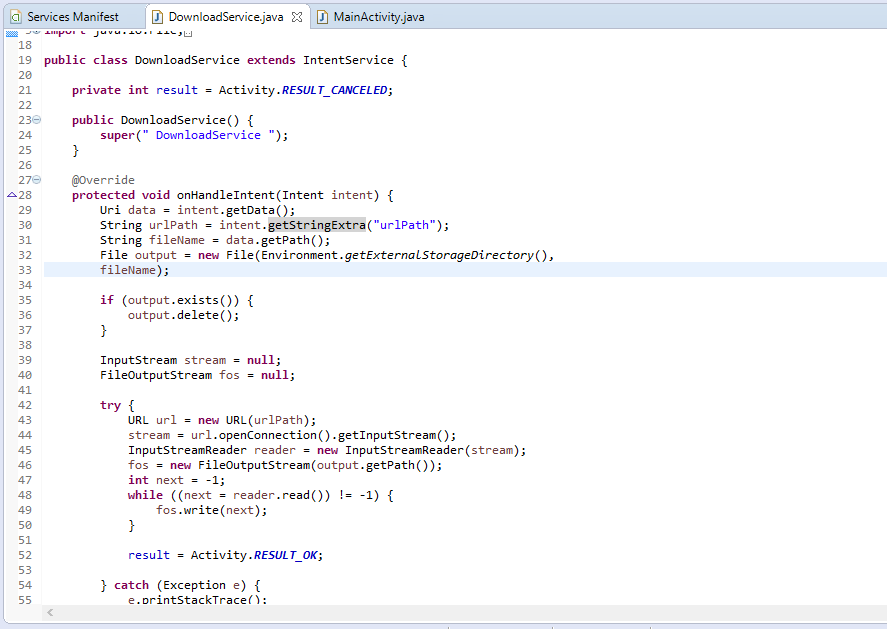 Services Manifest DownloadService.java MainActivity.java
import java.io.File;
18
19 public class DownloadService extends IntentService {
20
21 private int result = Activity.RESULT_CANCELED;
22
23 public DownloadService() {
24 super(" DownloadService ");
25 }
26
27 @Override
28 protected void onHandleIntent(Intent intent) {
29 Uri data = intent.getData();
30 String urlPath = intent.getStringExtra("urlPath");
31 String fileName = data.getPath();
32 File output = new File(Environment.getExternalStorageDirectory(),
33 fileName);
34
35 if (output.exists()) {
36 output.delete();
37 }
38
39 InputStream stream = null;
40 FileOutputStream fos = null;
41
42 try {
43 URL url = new URL(urlPath);
44 stream = url.openConnection().getInputStream();
45 InputStreamReader reader = new InputStreamReader(stream);
46 fos = new FileOutputStream(output.getPath());
47 int next = -1;
48 while ((next = reader.read()) != -1) {
49 fos.write(next);
50 }
51
52 result = Activity.RESULT_OK;
53
54 } catch (Exception e) {
55 e.printStackTrace();